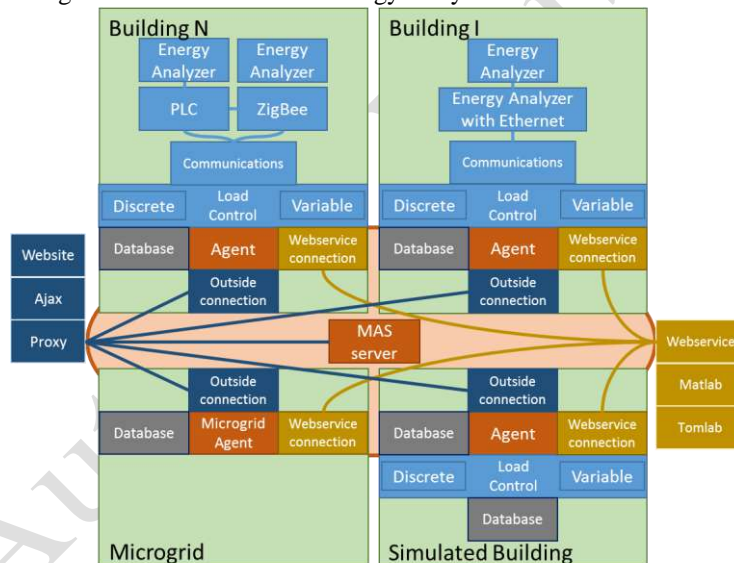 Building N
Energy
Analyzer
Energy
Analyzer
PLC
ZigBee
Communications
Discrete
Load
Control
Variable
Database
Agent
Webservice
connection
Outside
connection
Building I
Energy
Analyzer
Energy Analyzer
with Ethernet
Communications
Discrete
Load
Control
Variable
Database
Agent
Webservice
connection
Outside
connection
Website
Ajax
Proxy
MAS
server
Webservice
Matlab
Tomlab
Outside
connection
Database
Microgrid
Agent
Webservice
connection
Microgrid
Outside
connection
Database
Agent
Webservice
connection
Discrete
Load
Control
Variable
Database
Simulated Building